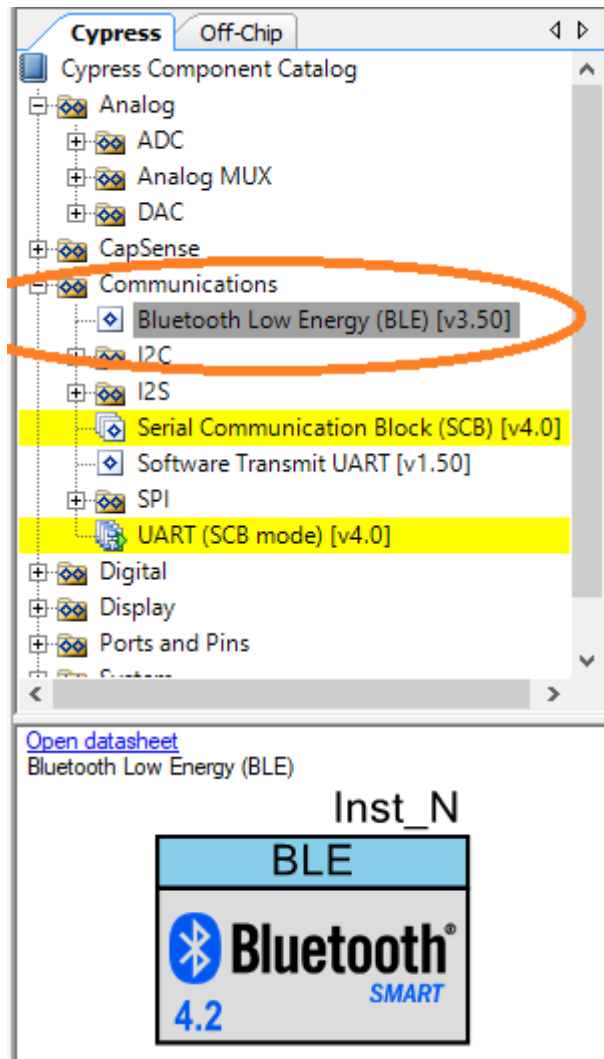 Cypress Off-Chip
Cypress Component Catalog
Analog
ADC
Analog MUX
DAC
CapSense
Communications
Bluetooth Low Energy (BLE) [v3.50]
I2C
I2S
Serial Communication Block (SCB) [v4.0]
Software Transmit UART [v1.50]
SPI
UART (SCB mode) [v4.0]
Digital
Display
Ports and Pins
System
Open datasheet
Bluetooth Low Energy (BLE)
Inst_N
BLE
Bluetooth®
SMART
4.2